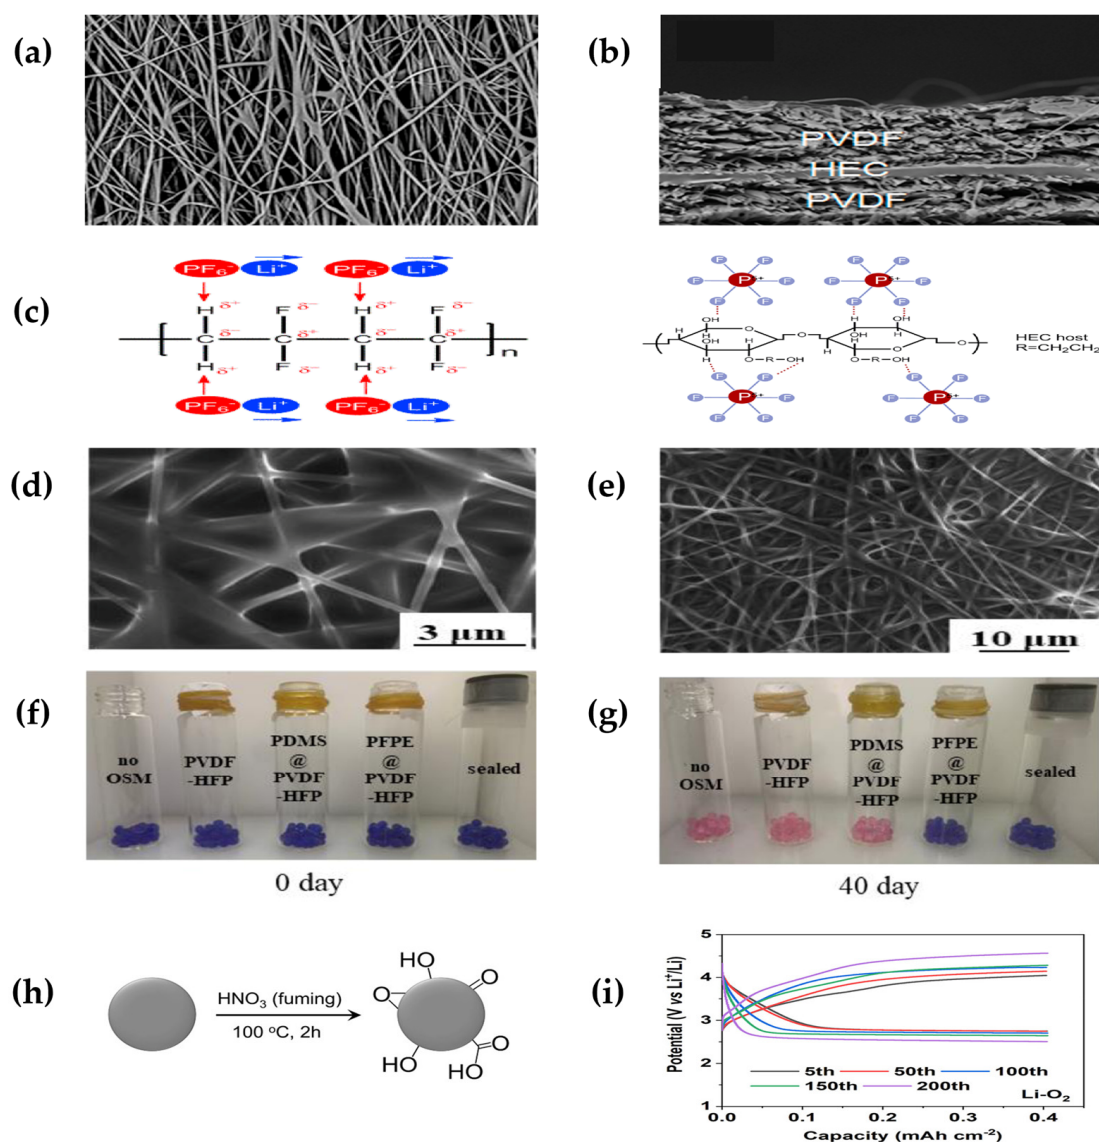 (a)
(b)
PVDF
HEC
PVDF
(c)
PF₆⁻ Li⁺ PF₆⁻ Li⁺
H δ⁺ F δ⁻ H δ⁺ F δ⁻
C δ⁻ C δ⁺ C δ⁻ C δ⁺ n
H δ⁺ F δ⁻ H δ⁺ F δ⁻
PF₆⁻ Li⁺ PF₆⁻ Li⁺
HEC host
R=CH₂CH₂
(d)
3 μm
(e)
10 μm
(f)
no
OSM
PVDF
-HFP
PDMS
@
PVDF
-HFP
PFPE
@
PVDF
-HFP
sealed
0 day
(g)
no
OSM
PVDF
-HFP
PDMS
@
PVDF
-HFP
PFPE
@
PVDF
-HFP
sealed
40 day
(h)
HNO₃ (fuming)
100 °C, 2h
HO
O
O
HO
O
HO
(i)
Potential (V vs Li⁺/Li)
5
4
3
2
1
5th 50th 100th
150th 200th
Li-O₂
0.0 0.1 0.2 0.3 0.4
Capacity (mAh cm⁻²)